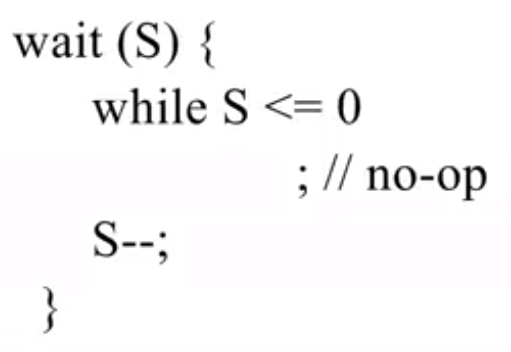 wait (S) {
while S <= 0
; // no-op
S--;
}